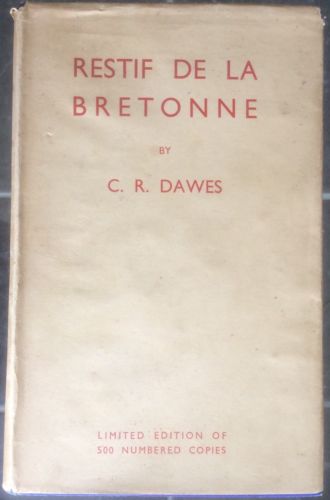 RESTIF DE LA
BRETONNE
BY
C. R. DAWES
LIMITED EDITION OF
500 NUMBERED COPIES